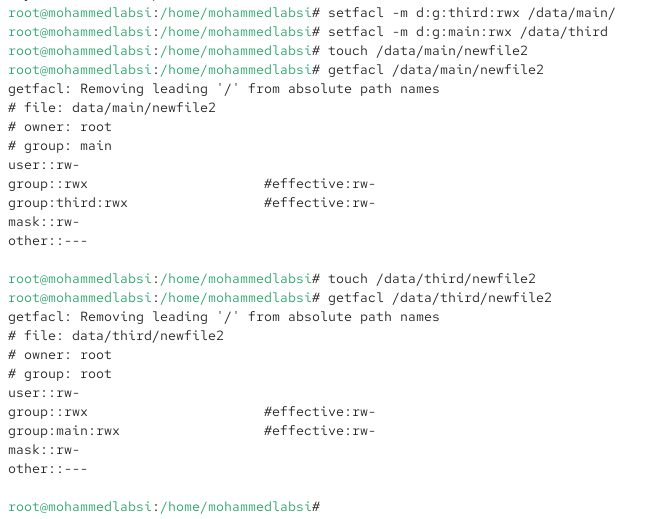 root@mohammedlabsi:/home/mohammedlabsi# setfacl -m d:g:third:rwx /data/main/
root@mohammedlabsi:/home/mohammedlabsi# setfacl -m d:g:main:rwx /data/third
root@mohammedlabsi:/home/mohammedlabsi# touch /data/main/newfile2
root@mohammedlabsi:/home/mohammedlabsi# getfacl /data/main/newfile2
getfacl: Removing leading '/' from absolute path names
# file: data/main/newfile2
# owner: root
# group: main
user::rw-
group::rwx                      #effective:rw-
group:third:rwx                 #effective:rw-
mask::rw-
other::---

root@mohammedlabsi:/home/mohammedlabsi# touch /data/third/newfile2
root@mohammedlabsi:/home/mohammedlabsi# getfacl /data/third/newfile2
getfacl: Removing leading '/' from absolute path names
# file: data/third/newfile2
# owner: root
# group: root
user::rw-
group::rwx                      #effective:rw-
group:main:rwx                  #effective:rw-
mask::rw-
other::---

root@mohammedlabsi:/home/mohammedlabsi#